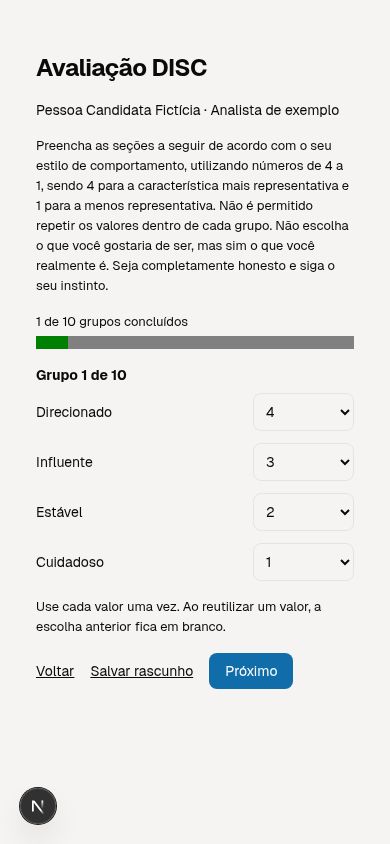 Avaliação DISC
Pessoa Candidata Fictícia · Analista de exemplo
Preencha as seções a seguir de acordo com o seu
estilo de comportamento, utilizando números de 4 a
1, sendo 4 para a característica mais representativa e
1 para a menos representativa. Não é permitido
repetir os valores dentro de cada grupo. Não escolha
o que você gostaria de ser, mas sim o que você
realmente é. Seja completamente honesto e siga o
seu instinto.
1 de 10 grupos concluídos
Grupo 1 de 10
Direcionado 4
Influente 3
Estável 2
Cuidadoso 1
Use cada valor uma vez. Ao reutilizar um valor, a
escolha anterior fica em branco.
Voltar Salvar rascunho Próximo
N